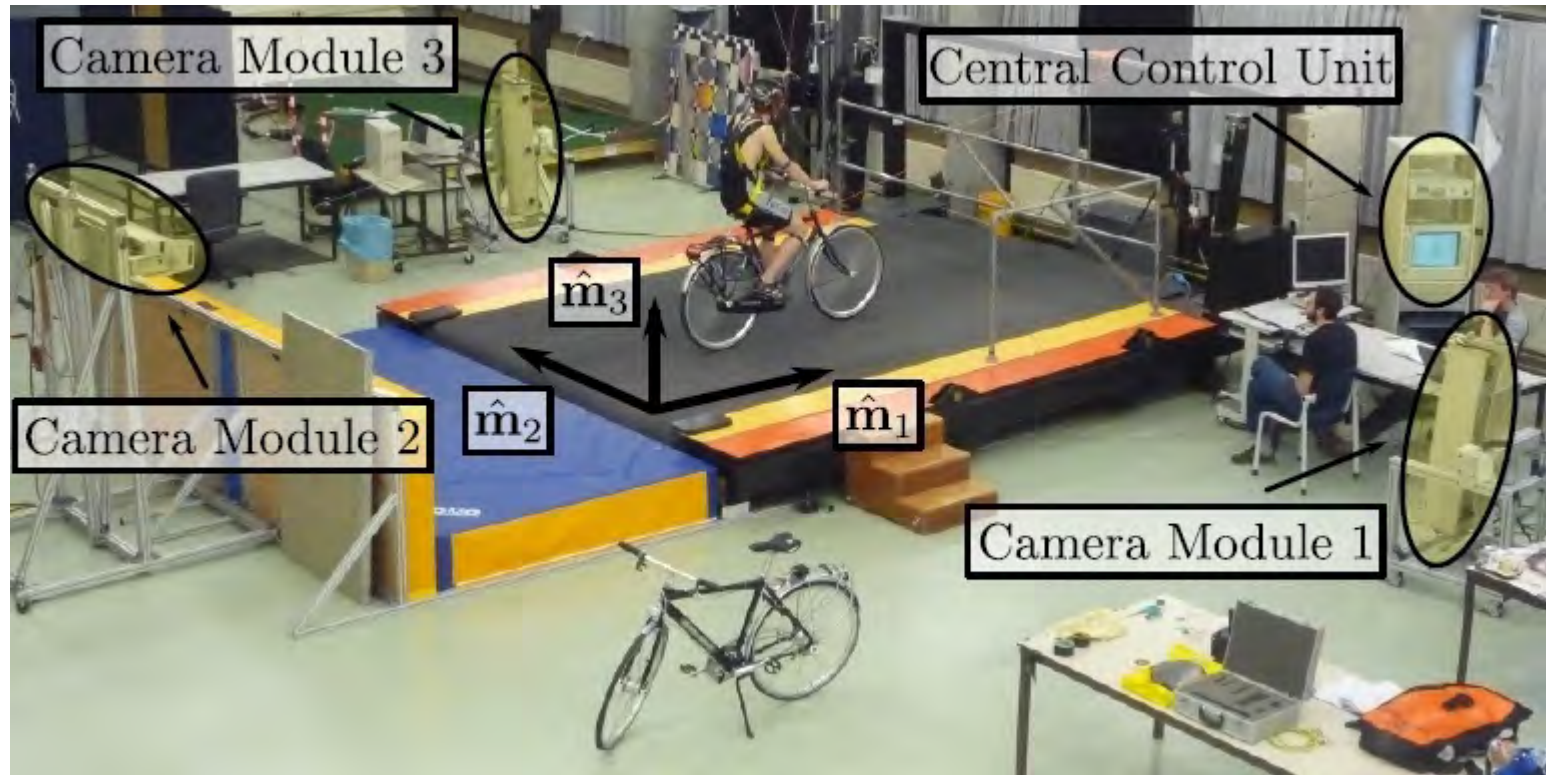 Camera Module 3
Central Control Unit
m̂₃
m̂₂
m̂₁
Camera Module 2
Camera Module 1